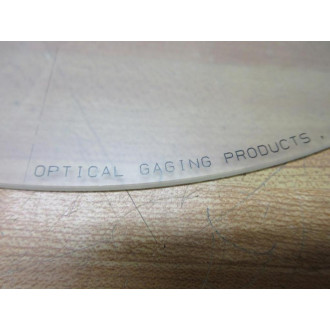 OPTICAL GAGING PRODUCTS.